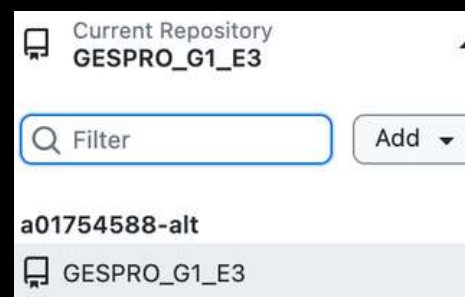 Current Repository
GESPRO_G1_E3
Filter
Add
a01754588-alt
GESPRO_G1_E3